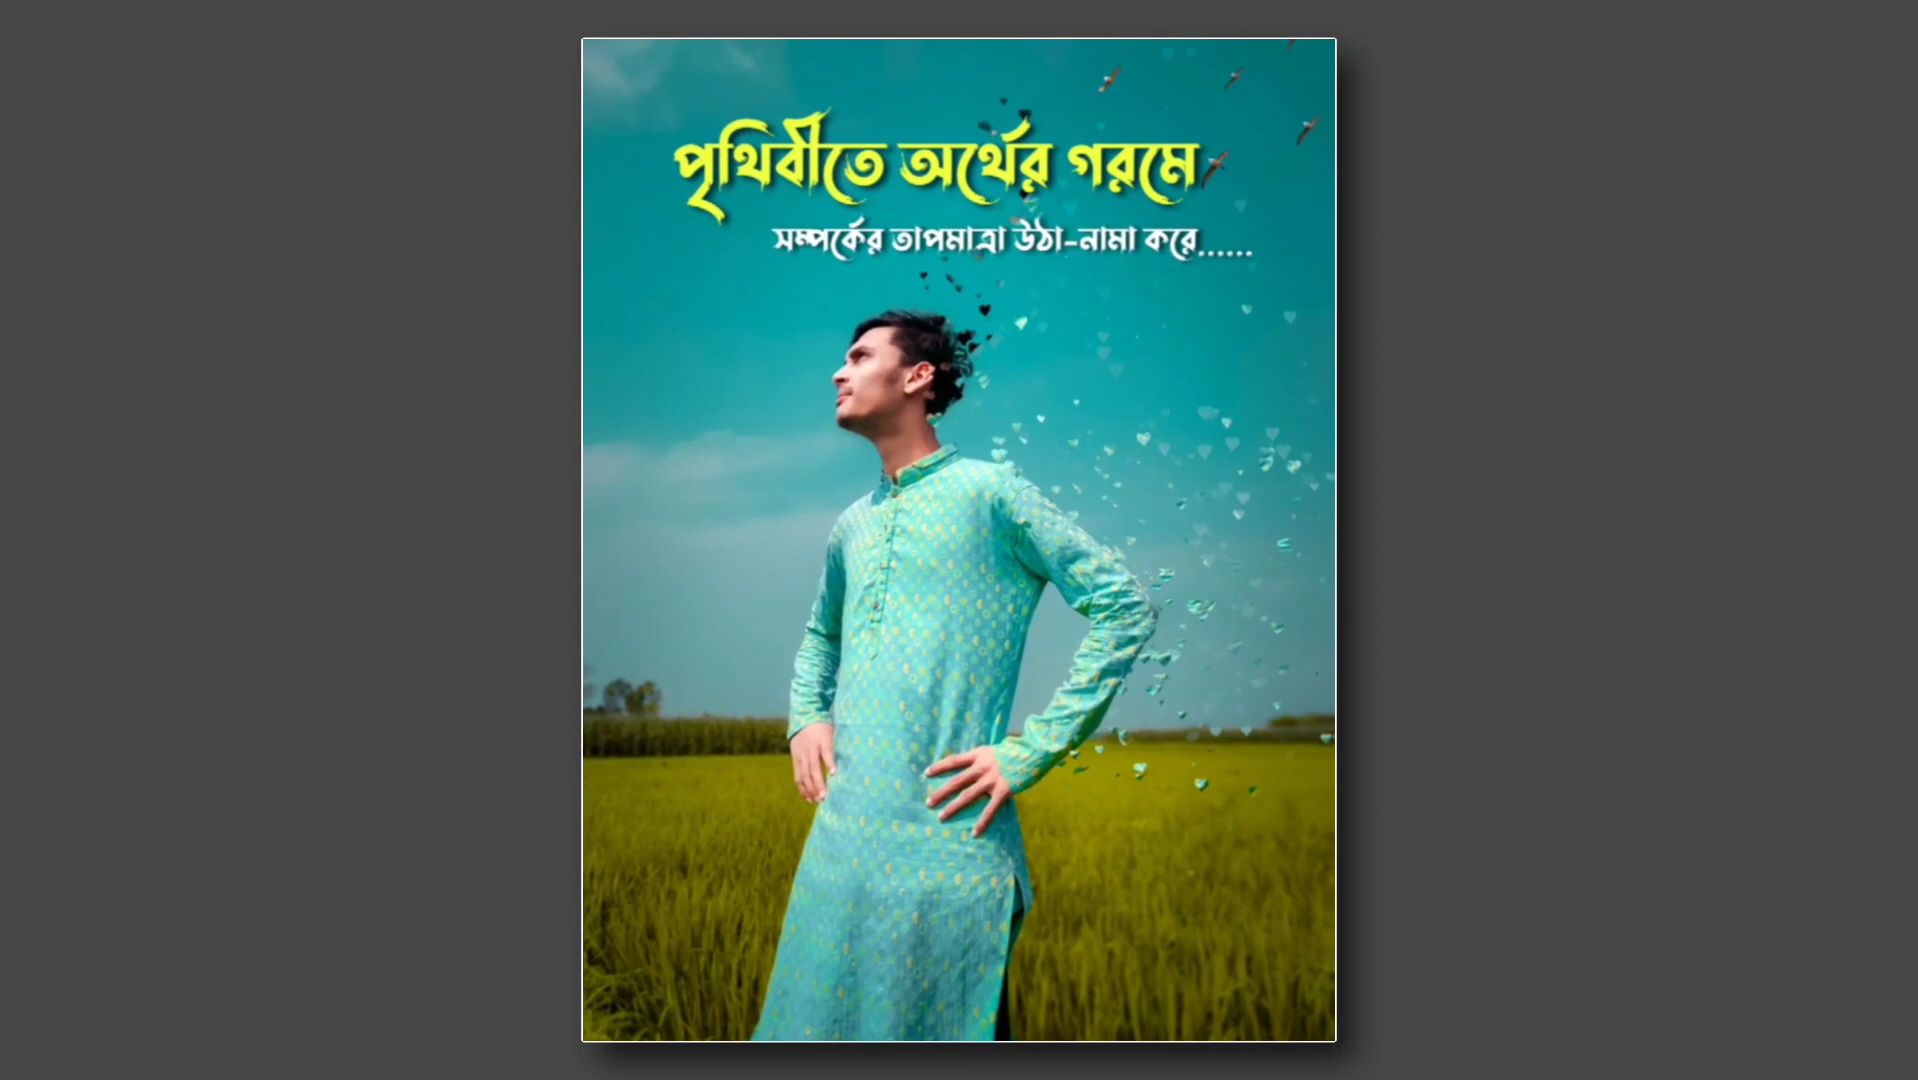 পৃথিবীতে অর্থের গরমে
সম্পর্কের তাপমাত্রা উঠা-নামা করে......